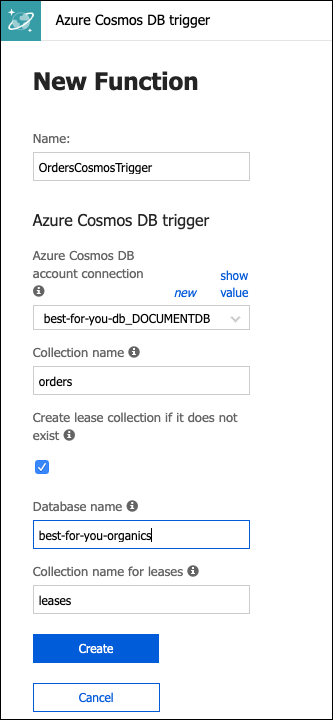 Azure Cosmos DB trigger
New Function
Name:
OrdersCosmosTrigger
Azure Cosmos DB trigger
Azure Cosmos DB
account connection
new
show
value
best-for-you-db_DOCUMENTDB
Collection name
orders
Create lease collection if it does not
exist
Database name
best-for-you-organics
Collection name for leases
leases
Create
Cancel